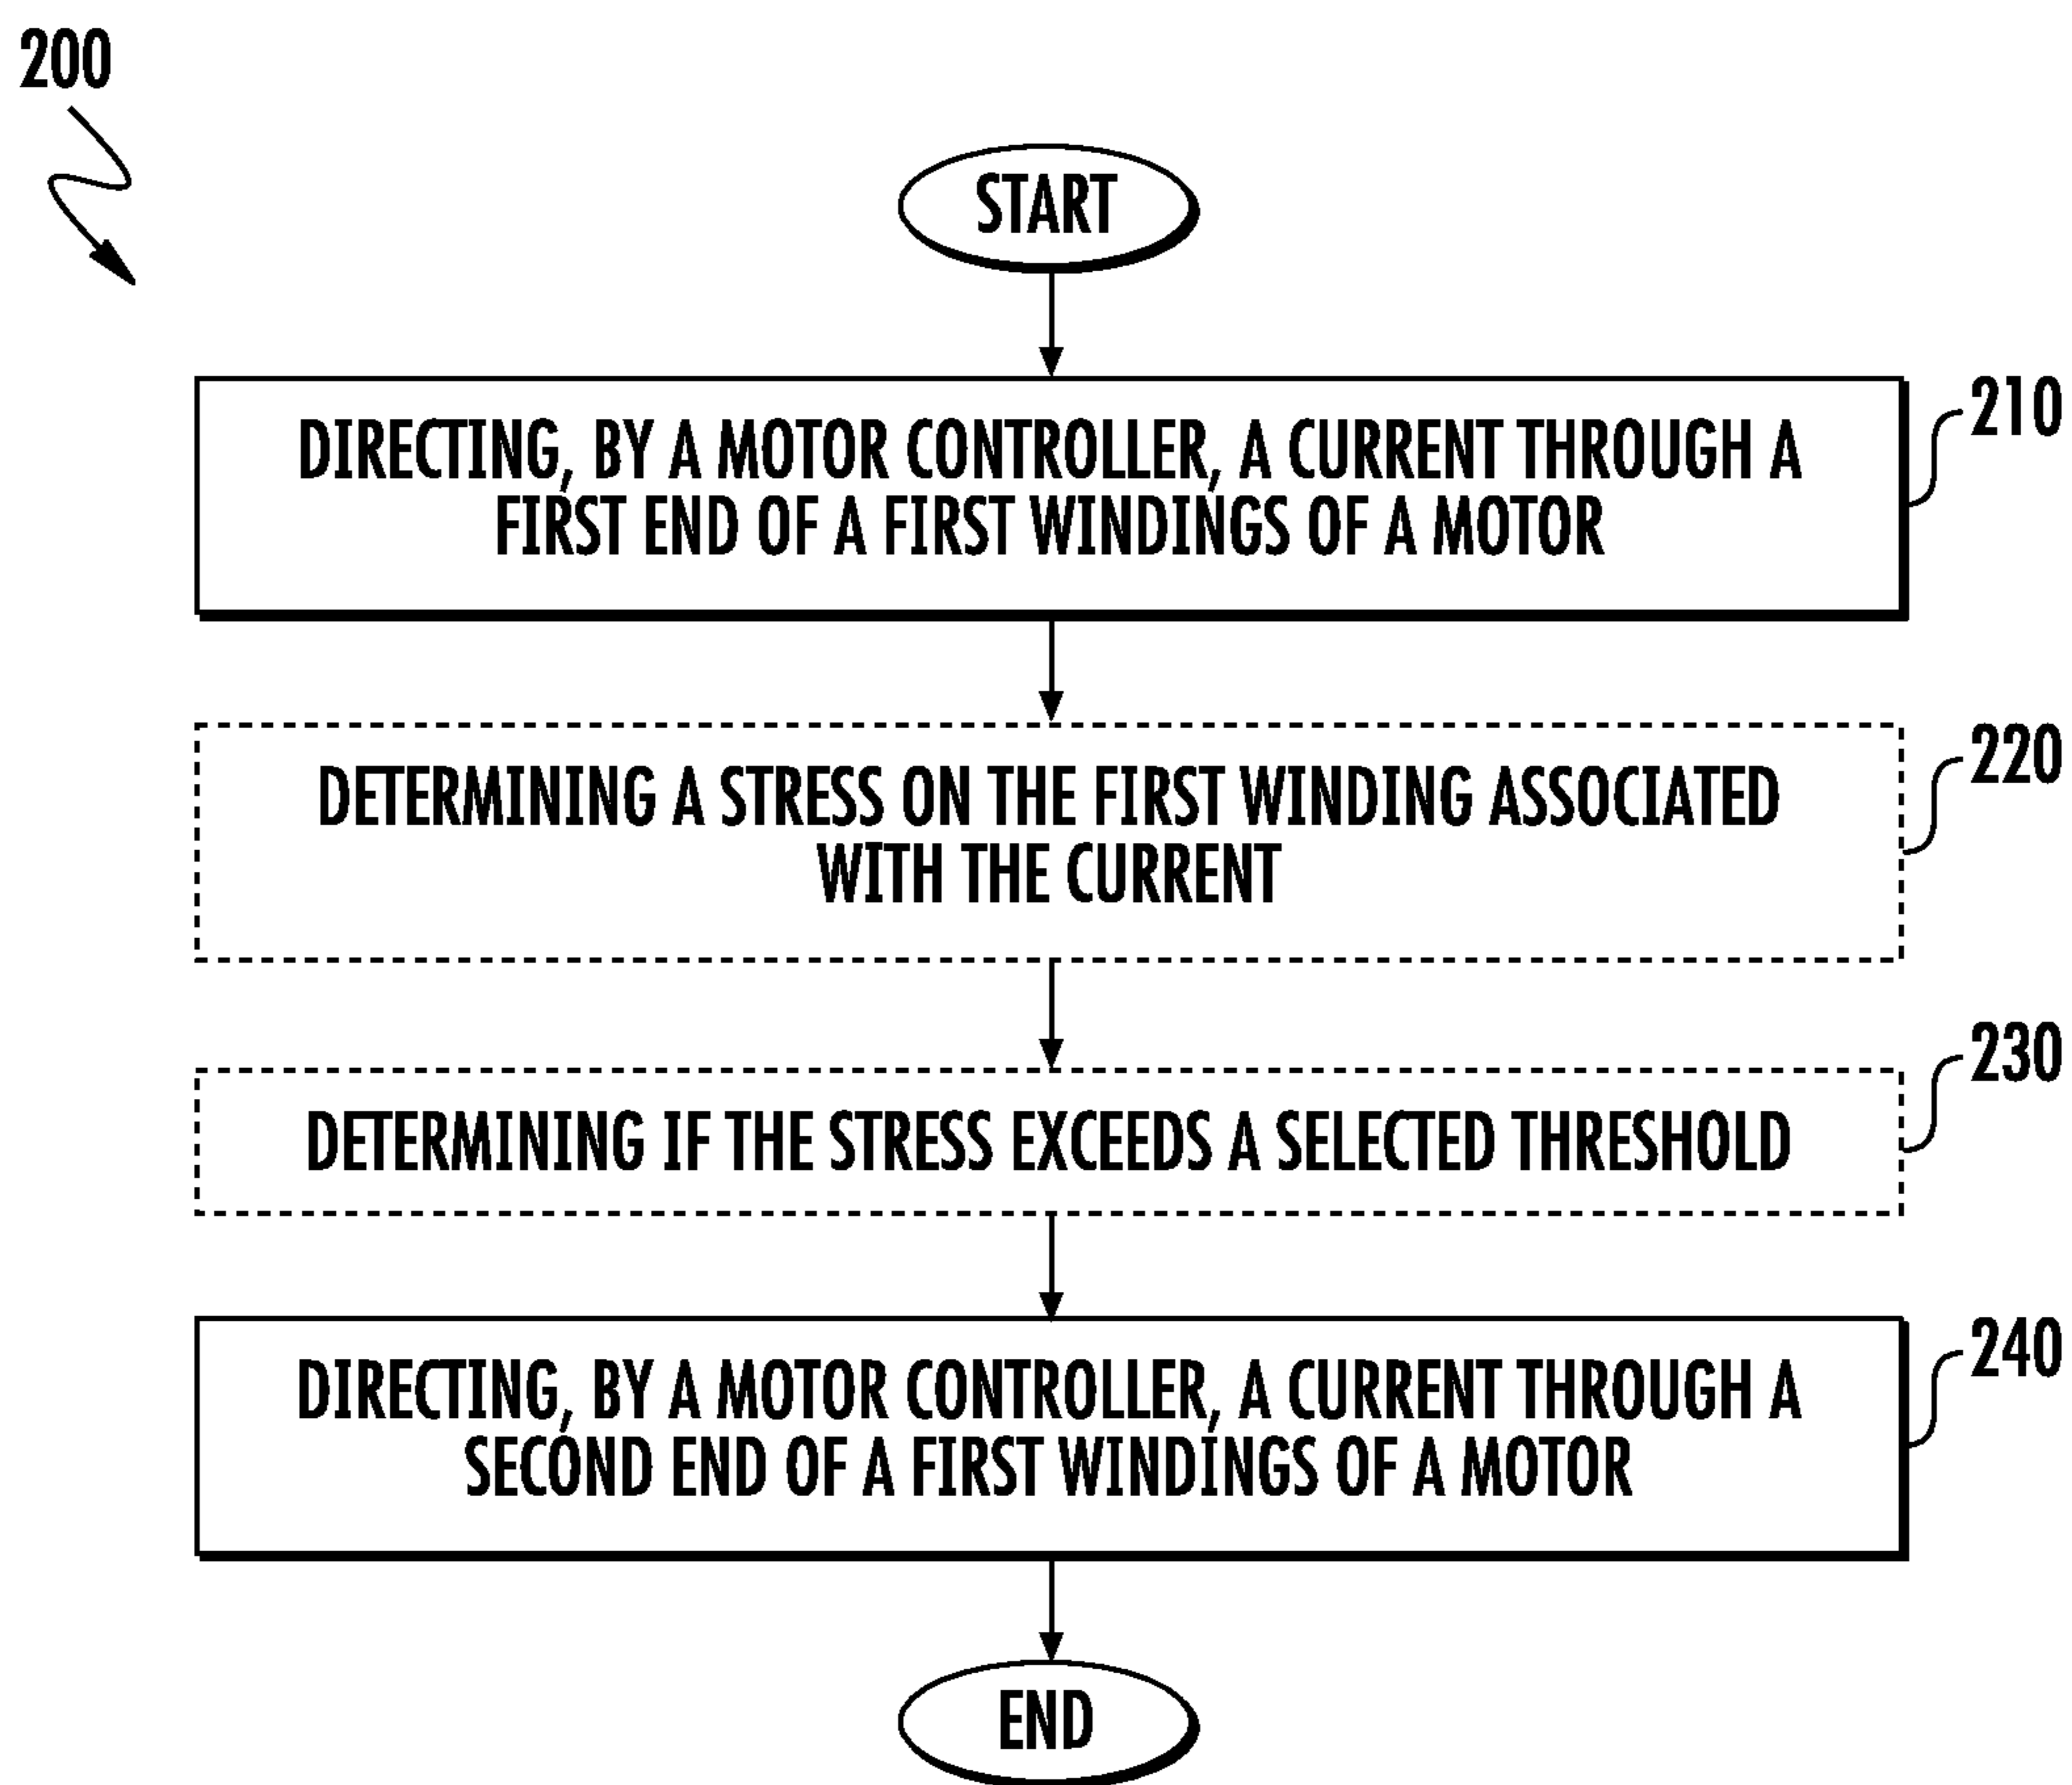 200
START
DIRECTING, BY A MOTOR CONTROLLER, A CURRENT THROUGH A
FIRST END OF A FIRST WINDINGS OF A MOTOR
210
DETERMINING A STRESS ON THE FIRST WINDING ASSOCIATED
WITH THE CURRENT
220
DETERMINING IF THE STRESS EXCEEDS A SELECTED THRESHOLD
230
DIRECTING, BY A MOTOR CONTROLLER, A CURRENT THROUGH A
SECOND END OF A FIRST WINDINGS OF A MOTOR
240
END